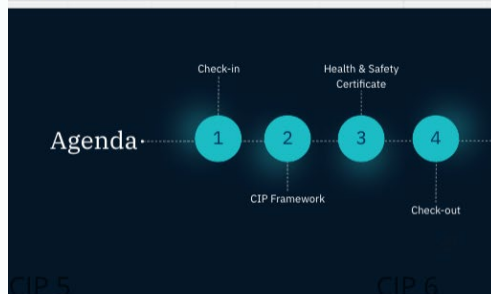 Check-in
Health & Safety
Certificate
Agenda
1
2
3
4
CIP Framework
Check-out
CIP 5
CIP 6